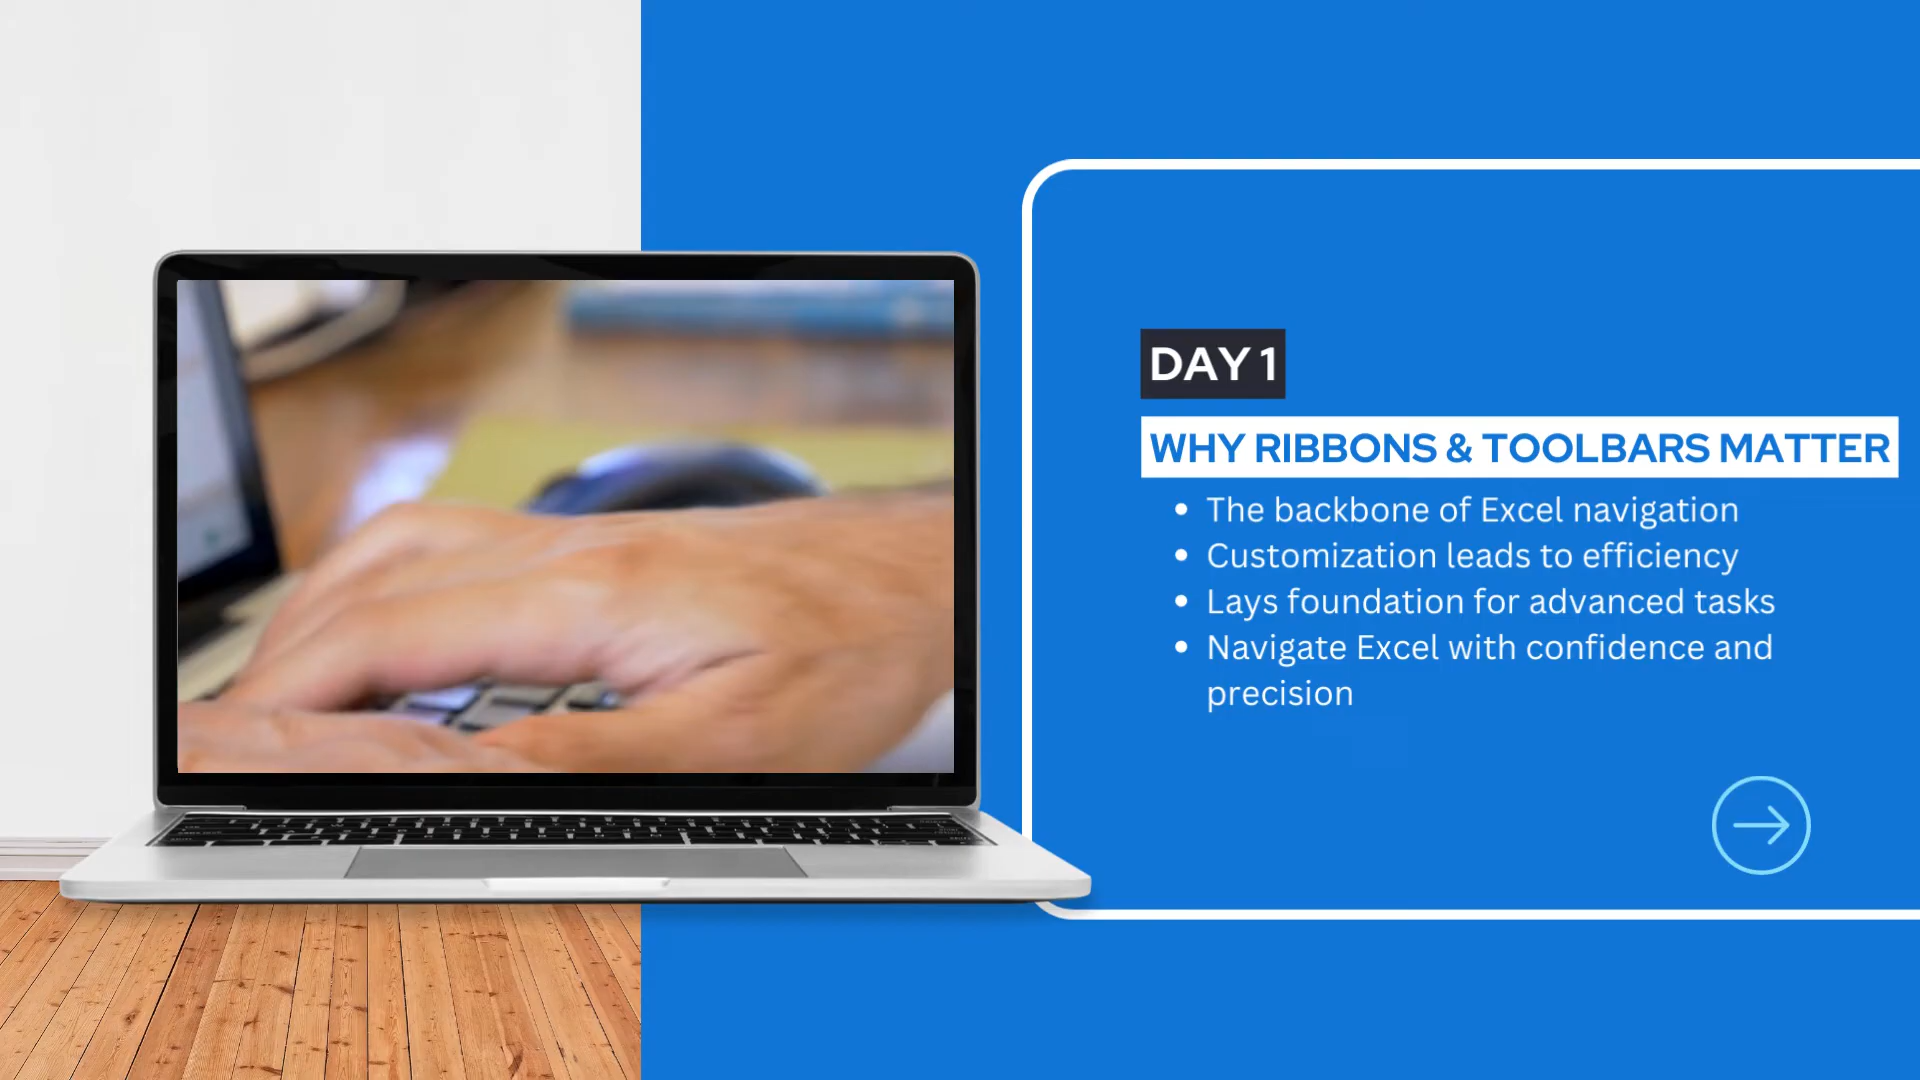 DAY 1
WHY RIBBONS & TOOLBARS MATTER
• The backbone of Excel navigation
• Customization leads to efficiency
• Lays foundation for advanced tasks
• Navigate Excel with confidence and
precision